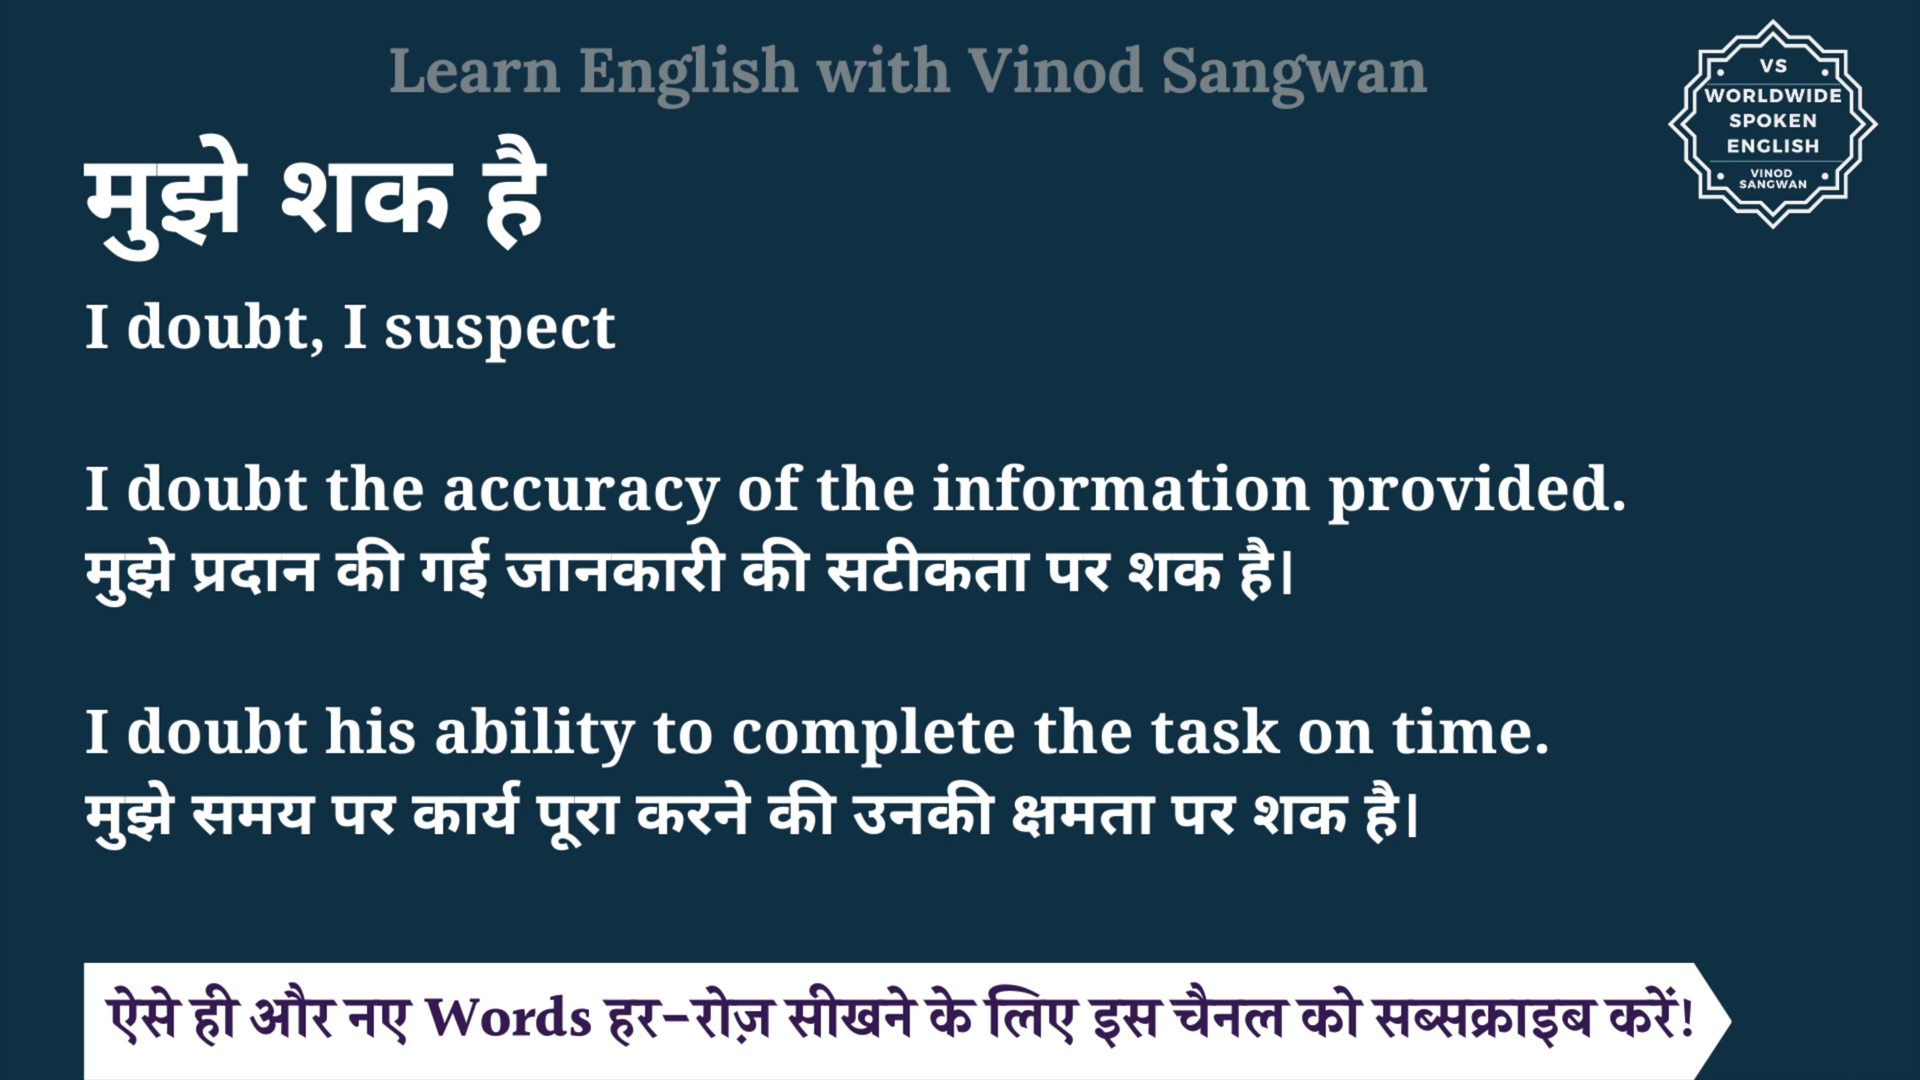 Learn English with Vinod Sangwan
VS
WORLDWIDE
SPOKEN
ENGLISH
VINOD
SANGWAN
मुझे शक है
I doubt, I suspect
I doubt the accuracy of the information provided.
मुझे प्रदान की गई जानकारी की सटीकता पर शक है।
I doubt his ability to complete the task on time.
मुझे समय पर कार्य पूरा करने की उनकी क्षमता पर शक है।
ऐसे ही और नए Words हर-रोज़ सीखने के लिए इस चैनल को सब्सक्राइब करें!